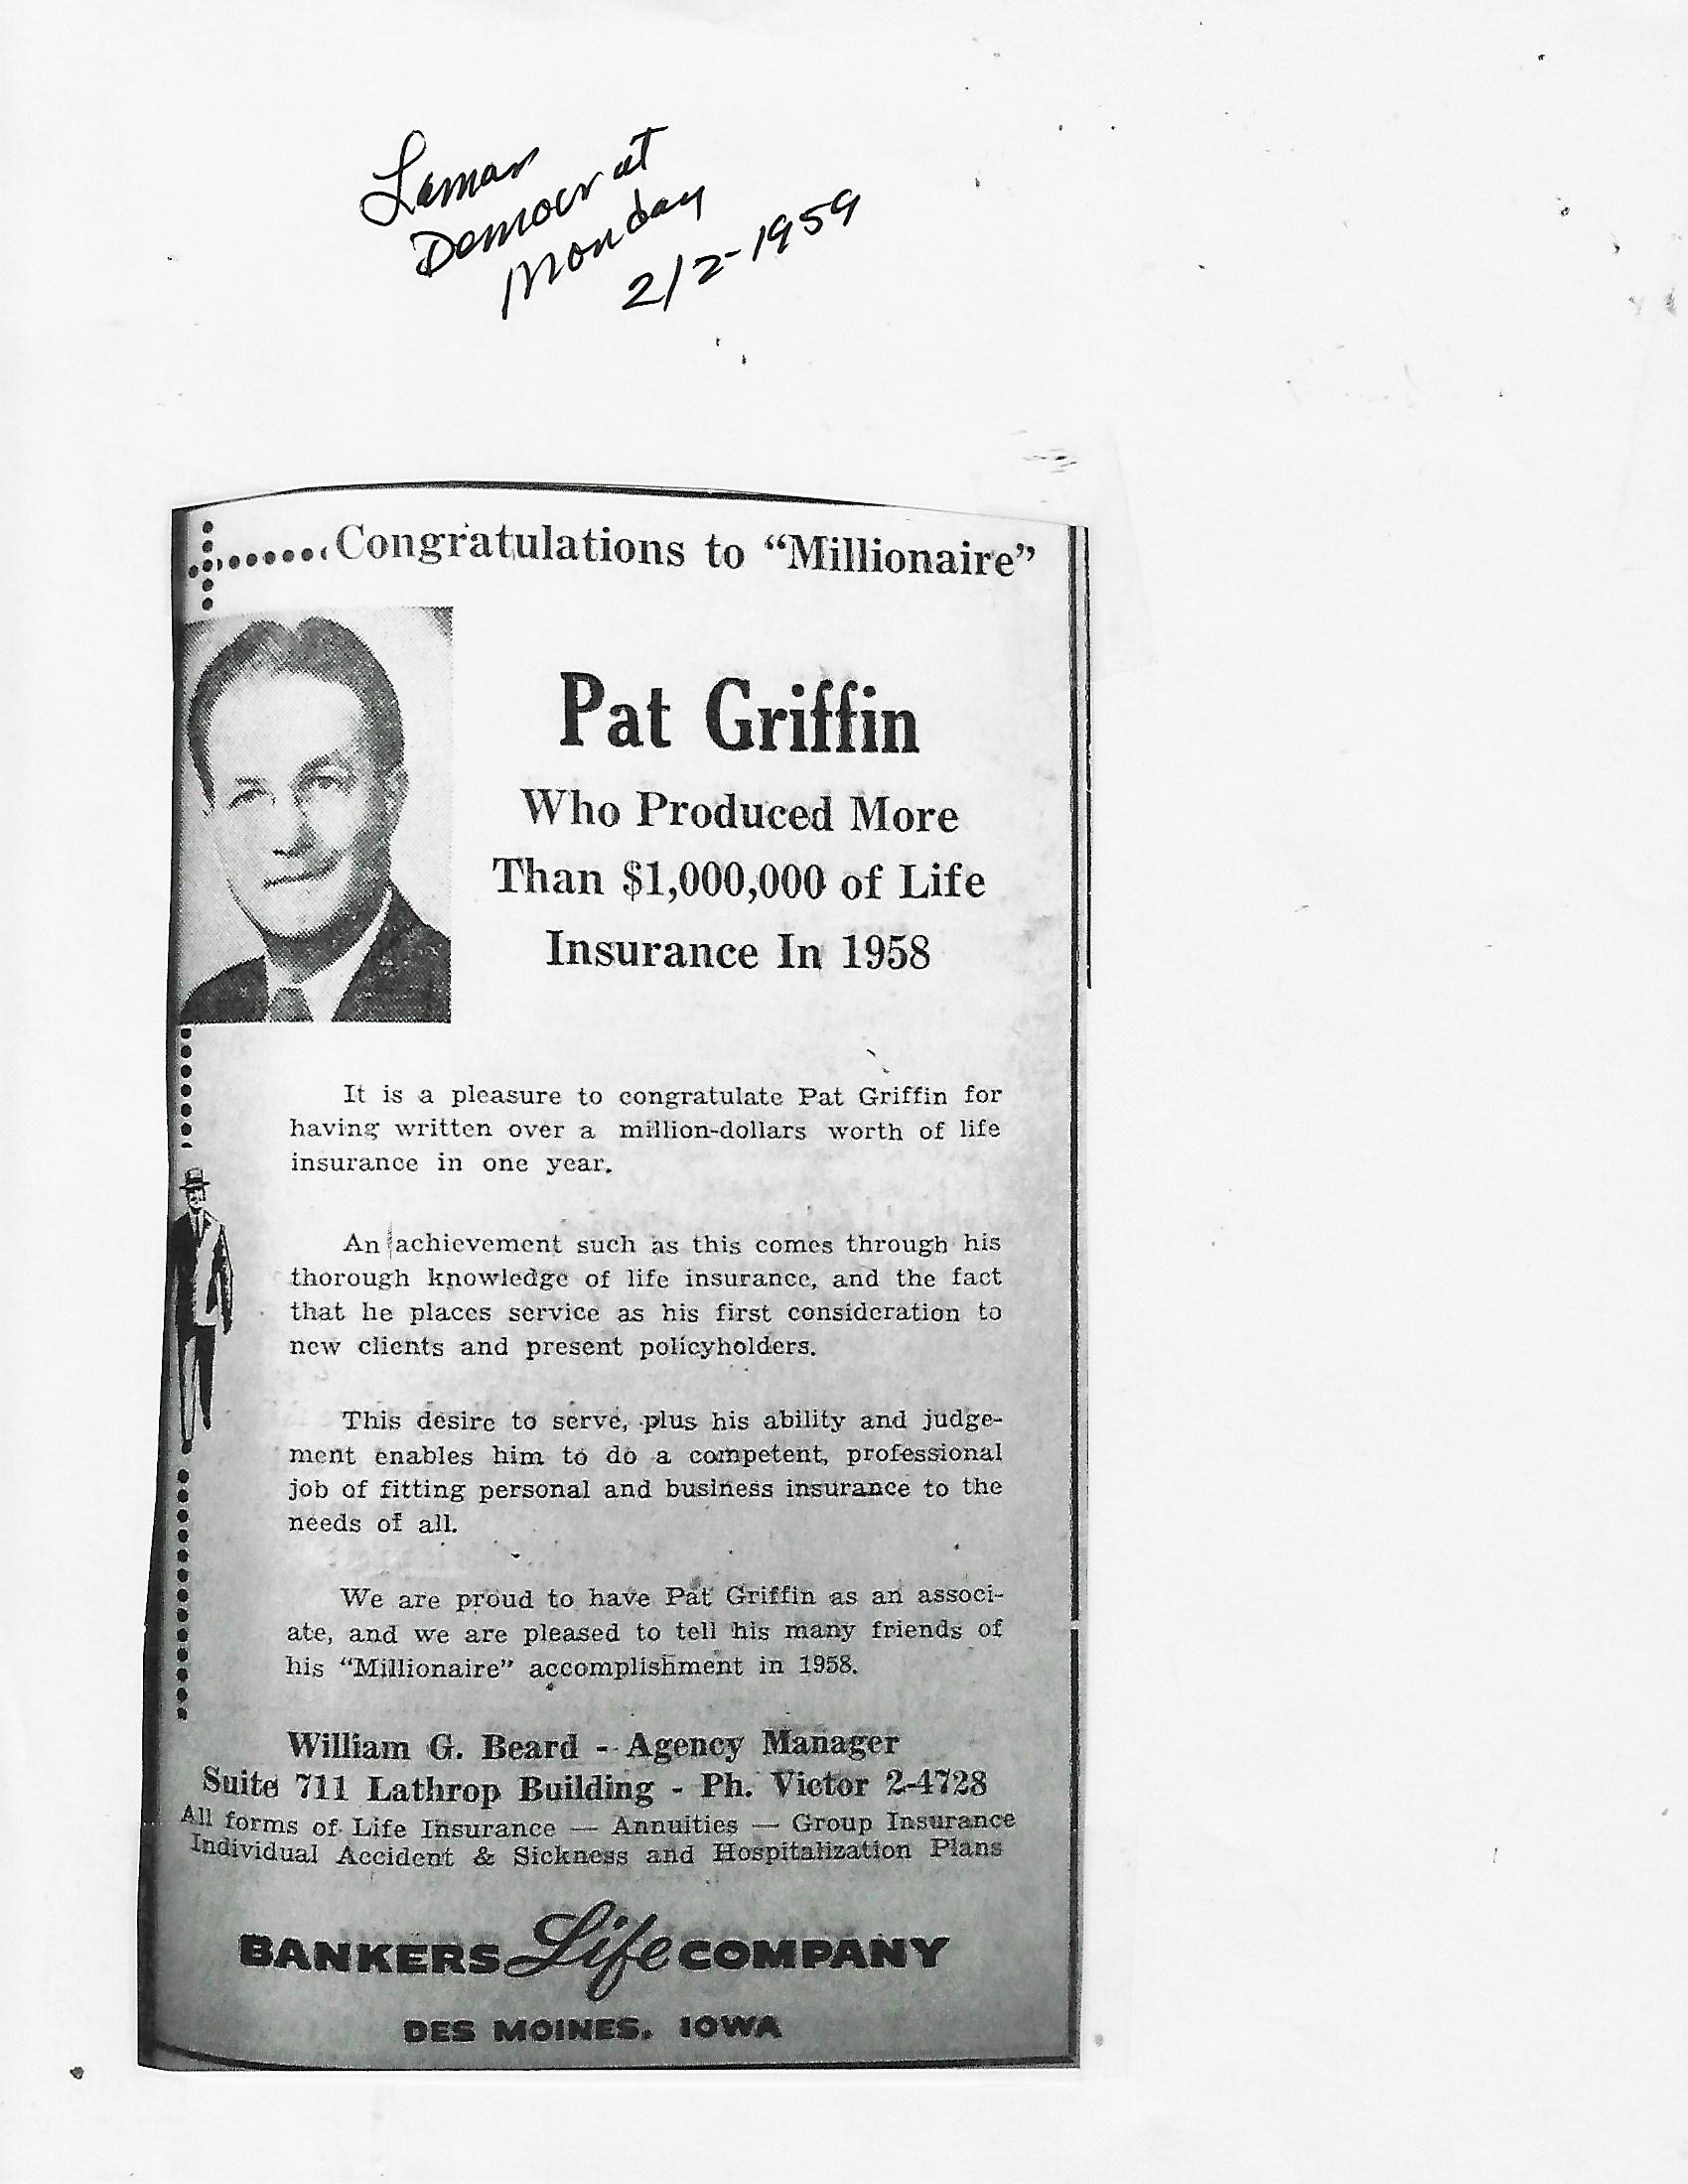 Lamar
Democrat
Monday
2/2-1959
Congratulations to “Millionaire”
Pat Griffin
Who Produced More
Than $1,000,000 of Life
Insurance In 1958
It is a pleasure to congratulate Pat Griffin for
having written over a million-dollars worth of life
insurance in one year.
An achievement such as this comes through his
thorough knowledge of life insurance, and the fact
that he places service as his first consideration to
new clients and present policyholders.
This desire to serve, plus his ability and judge-
ment enables him to do a competent, professional
job of fitting personal and business insurance to the
needs of all.
We are proud to have Pat Griffin as an associ-
ate, and we are pleased to tell his many friends of
his “Millionaire” accomplishment in 1958.
William G. Beard - Agency Manager
Suite 711 Lathrop Building - Ph. Victor 2-4728
All forms of Life Insurance — Annuities — Group Insurance
Individual Accident & Sickness and Hospitalization Plans
BANKERS Life COMPANY
DES MOINES, IOWA